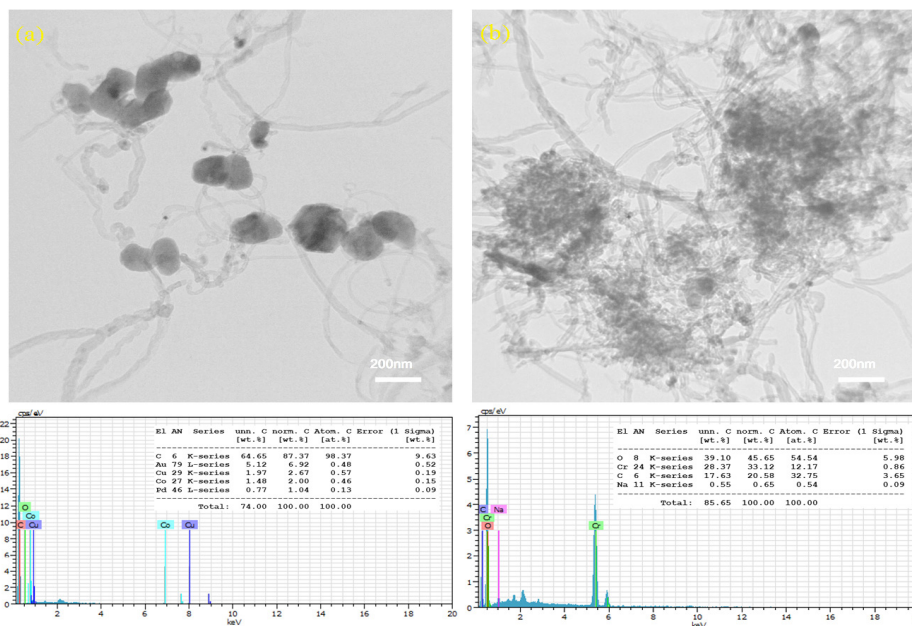 (a)
200nm
(b)
200nm
cps/eV
22
20
18
16
14
12
10
8
6
4
2
0
El AN Series unn. C norm. C Atom. C Error (1 Sigma)
[wt.%] [wt.%] [at.%] [wt.%]
C 6 K-series 64.65 87.37 98.37 9.63
Au 79 L-series 5.12 6.92 0.48 0.52
Cu 29 K-series 1.97 2.67 0.57 0.19
Co 27 K-series 1.48 2.00 0.46 0.15
Pd 46 L-series 0.77 1.04 0.13 0.09
Total: 74.00 100.00 100.00
O
Co
C Cu
Co Cu
2 4 6 8 10 12 14 16 18 20
keV
cps/eV
7
6
5
4
3
2
1
0
El AN Series unn. C norm. C Atom. C Error (1 Sigma)
[wt.%] [wt.%] [at.%] [wt.%]
O 8 K-series 39.10 45.65 54.54 5.98
Cr 24 K-series 28.37 33.12 12.17 0.86
C 6 K-series 17.63 20.58 32.75 3.65
Na 11 K-series 0.55 0.65 0.54 0.09
Total: 85.65 100.00 100.00
C Na
Cr
O
Cr
2 4 6 8 10 12 14 16 18
keV